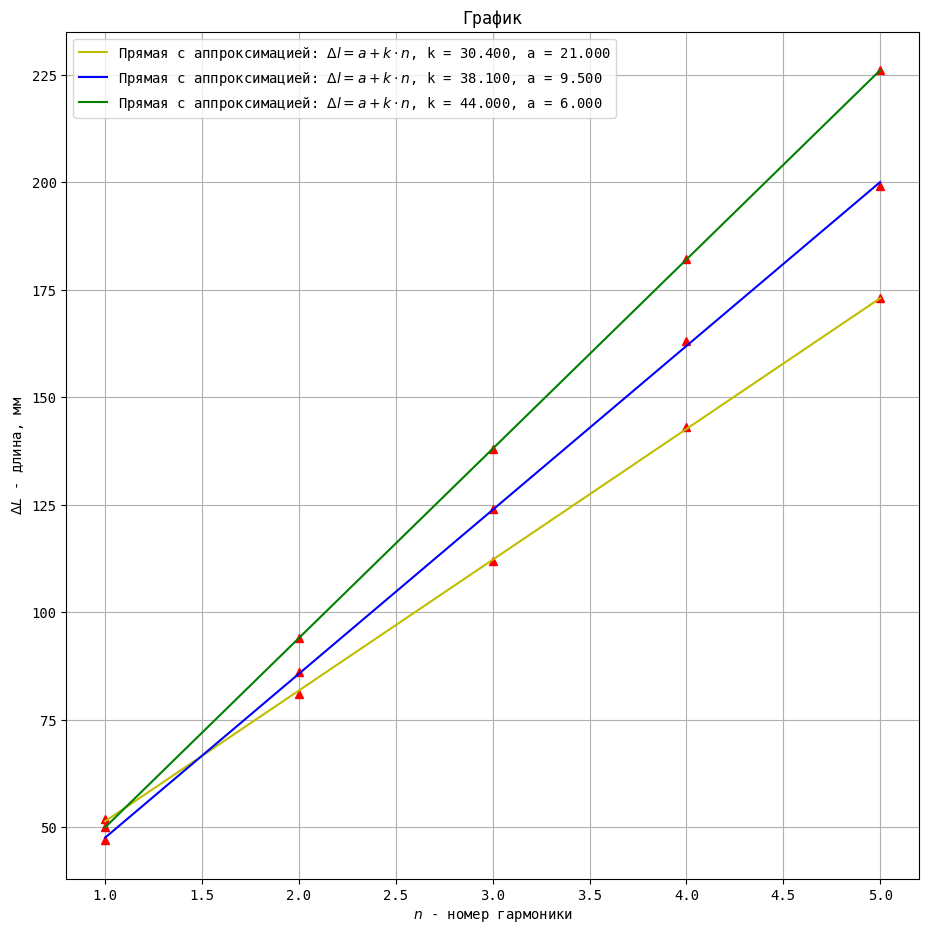 График
Прямая с аппроксимацией: Δl = a + k · n, k = 30.400, a = 21.000
Прямая с аппроксимацией: Δl = a + k · n, k = 38.100, a = 9.500
Прямая с аппроксимацией: Δl = a + k · n, k = 44.000, a = 6.000
225
200
175
150
125
100
75
50
ΔL - длина, мм
1.0 1.5 2.0 2.5 3.0 3.5 4.0 4.5 5.0
n - номер гармоники